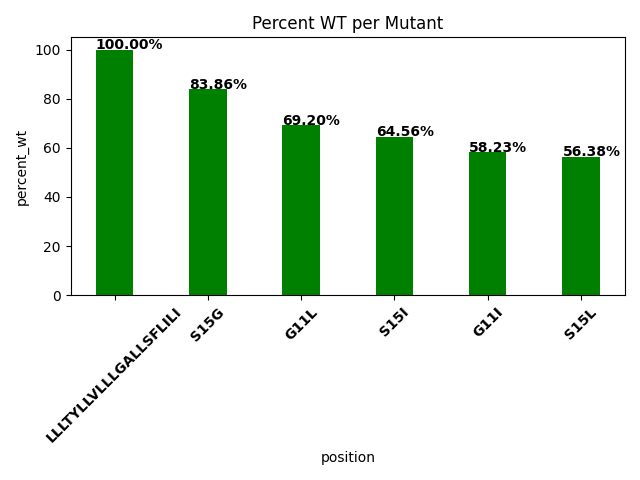 Percent WT per Mutant
percent_wt
100
80
60
40
20
0
100.00%
83.86%
69.20%
64.56%
58.23%
56.38%
LLLTYLLVLLLGALLSFLILI
S15G
G11L
S15I
G11I
S15L
position